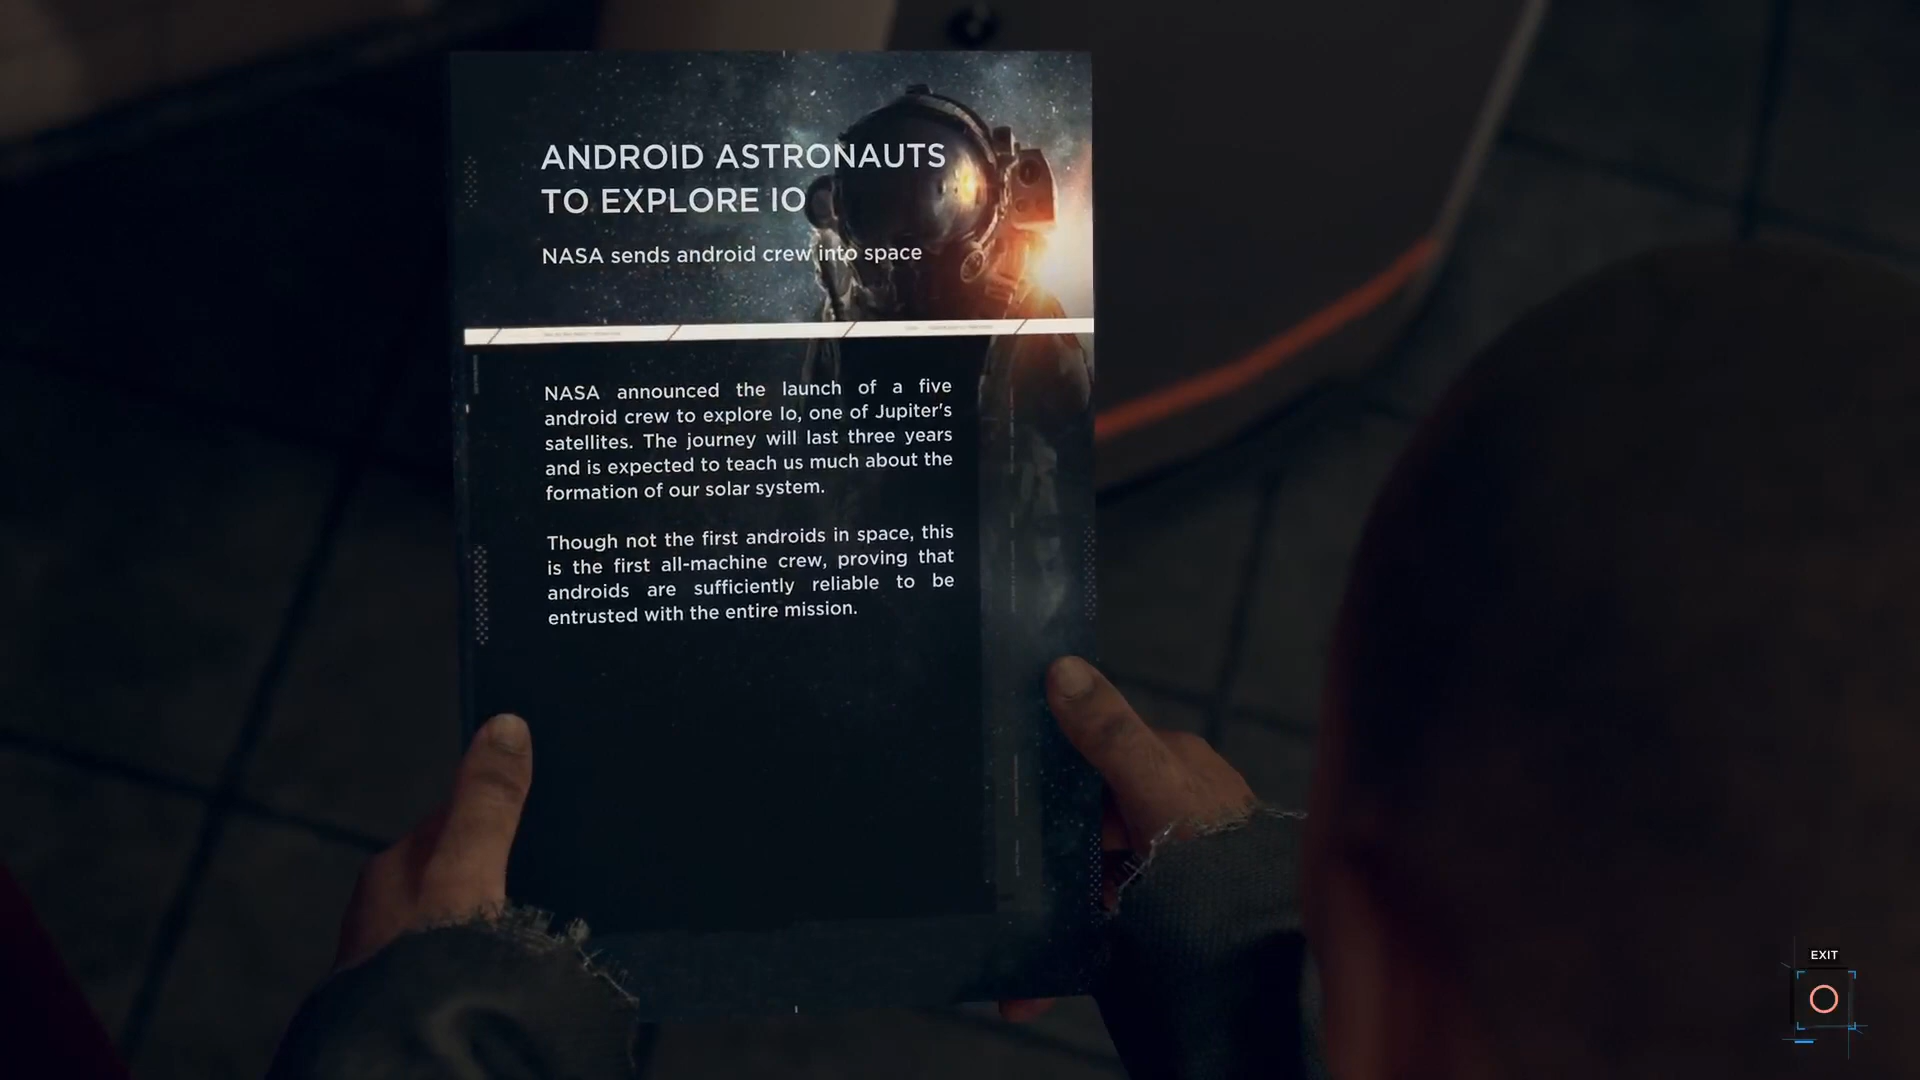 ANDROID ASTRONAUTS
TO EXPLORE IO
NASA sends android crew into space
NASA announced the launch of a five
android crew to explore Io, one of Jupiter's
satellites. The journey will last three years
and is expected to teach us much about the
formation of our solar system.
Though not the first androids in space, this
is the first all-machine crew, proving that
androids are sufficiently reliable to be
entrusted with the entire mission.
EXIT